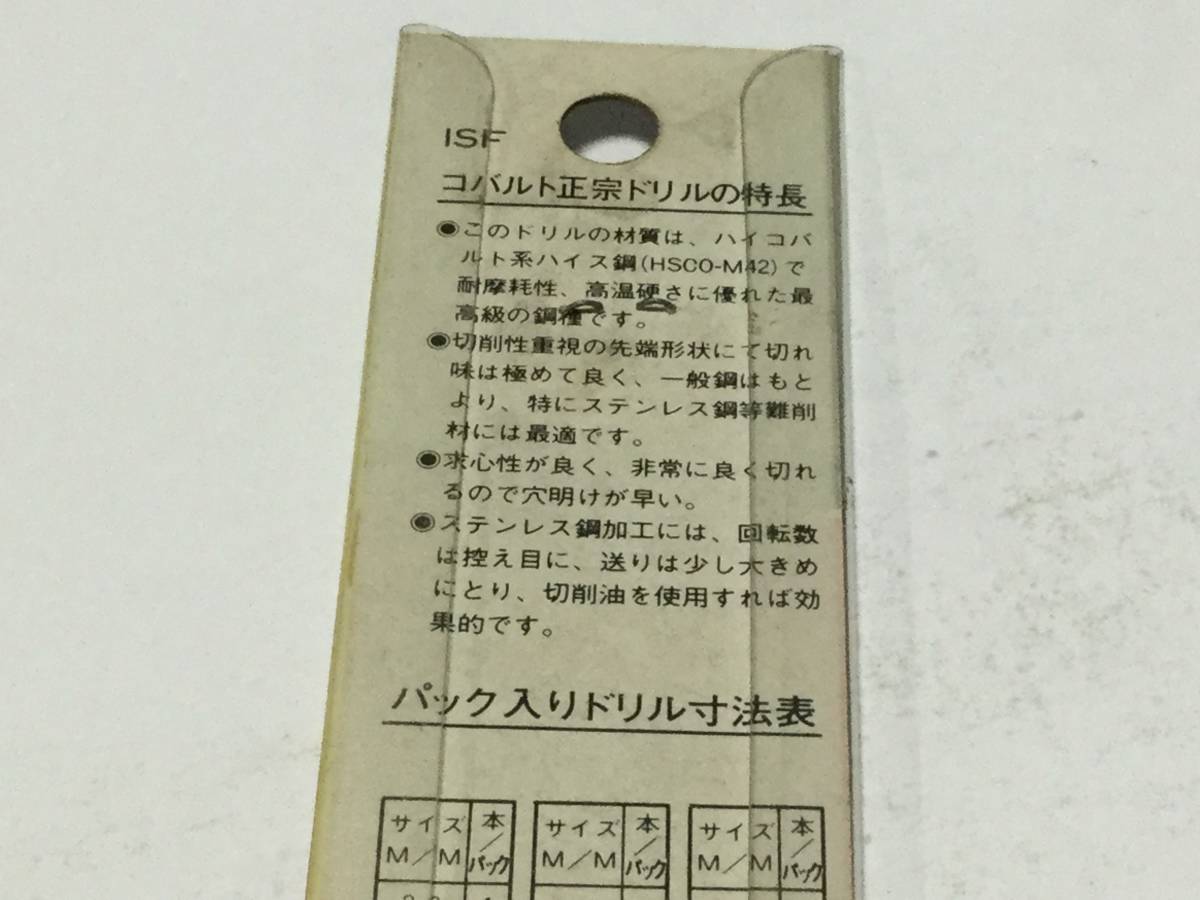 ISF
コバルト正宗ドリルの特長
◉このドリルの材質は、ハイコバ
ルト系ハイス鋼(HSCO-M42)で
耐摩耗性、高温硬さに優れた最
高級の鋼種です。
◉切削性重視の先端形状にて切れ
味は極めて良く、一般鋼はもと
より、特にステンレス鋼等難削
材には最適です。
◉求心性が良く、非常に良く切れ
るので穴明けが早い。
◉ステンレス鋼加工には、回転数
は控え目に、送りは少し大きめ
にとり、切削油を使用すれば効
果的です。
パック入りドリル寸法表
サイズ M/M 本/パック サイズ M/M 本/パック サイズ M/M 本/パック